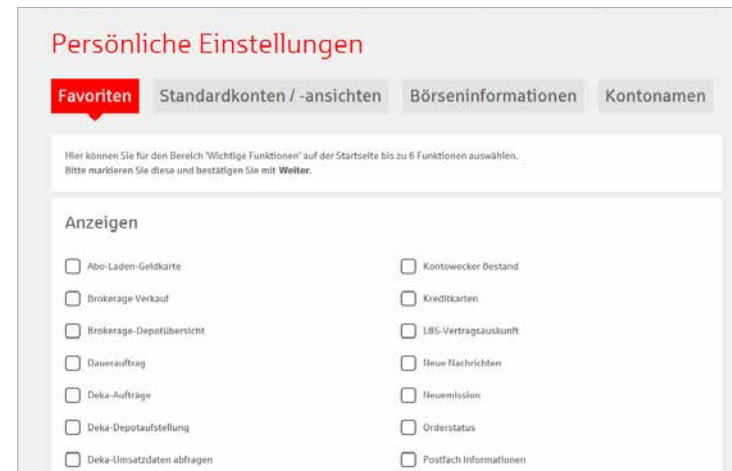 Persönliche Einstellungen
Favoriten
Standardkonten / -ansichten
Börseninformationen
Kontonamen
Hier können Sie für den Bereich 'Wichtige Funktionen' auf der Startseite bis zu 6 Funktionen auswählen.
Bitte markieren Sie diese und bestätigen Sie mit Weiter.
Anzeigen
Abo-Laden-Geldkarte
Kontowecker Bestand
Brokerage Verkauf
Kreditkarten
Brokerage-Depotübersicht
LBS-Vertragsauskunft
Dauerauftrag
Neue Nachrichten
Deka-Aufträge
Neuemission
Deka-Depotaufstellung
Orderstatus
Deka-Umsatzdaten abfragen
Postfach Informationen